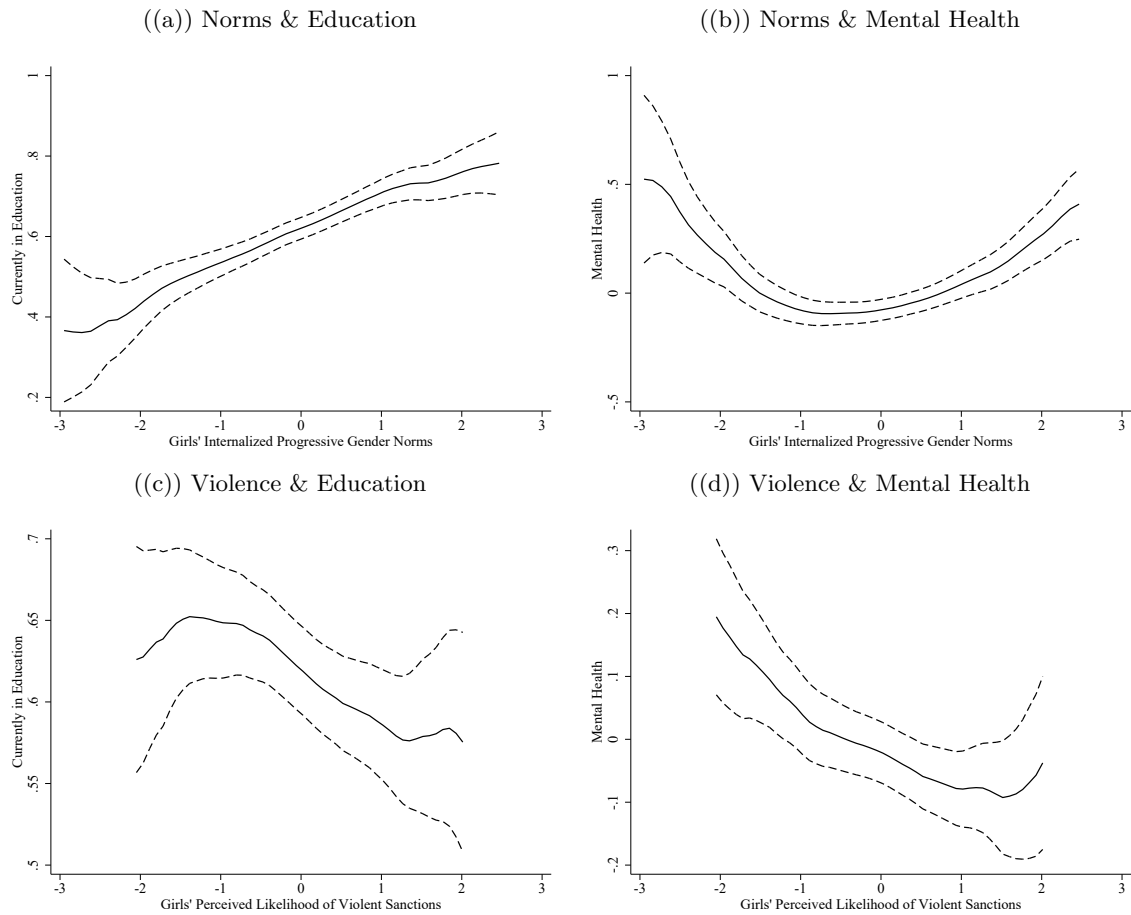 ((a)) Norms & Education
((b)) Norms & Mental Health
Currently in Education
1
.8
.6
.4
.2
-3 -2 -1 0 1 2 3
Girls' Internalized Progressive Gender Norms
Mental Health
1
.5
0
-.5
-3 -2 -1 0 1 2 3
Girls' Internalized Progressive Gender Norms
((c)) Violence & Education
((d)) Violence & Mental Health
Currently in Education
.7
.65
.6
.55
.5
-3 -2 -1 0 1 2 3
Girls' Perceived Likelihood of Violent Sanctions
Mental Health
.3
.2
.1
0
-.1
-.2
-3 -2 -1 0 1 2 3
Girls' Perceived Likelihood of Violent Sanctions